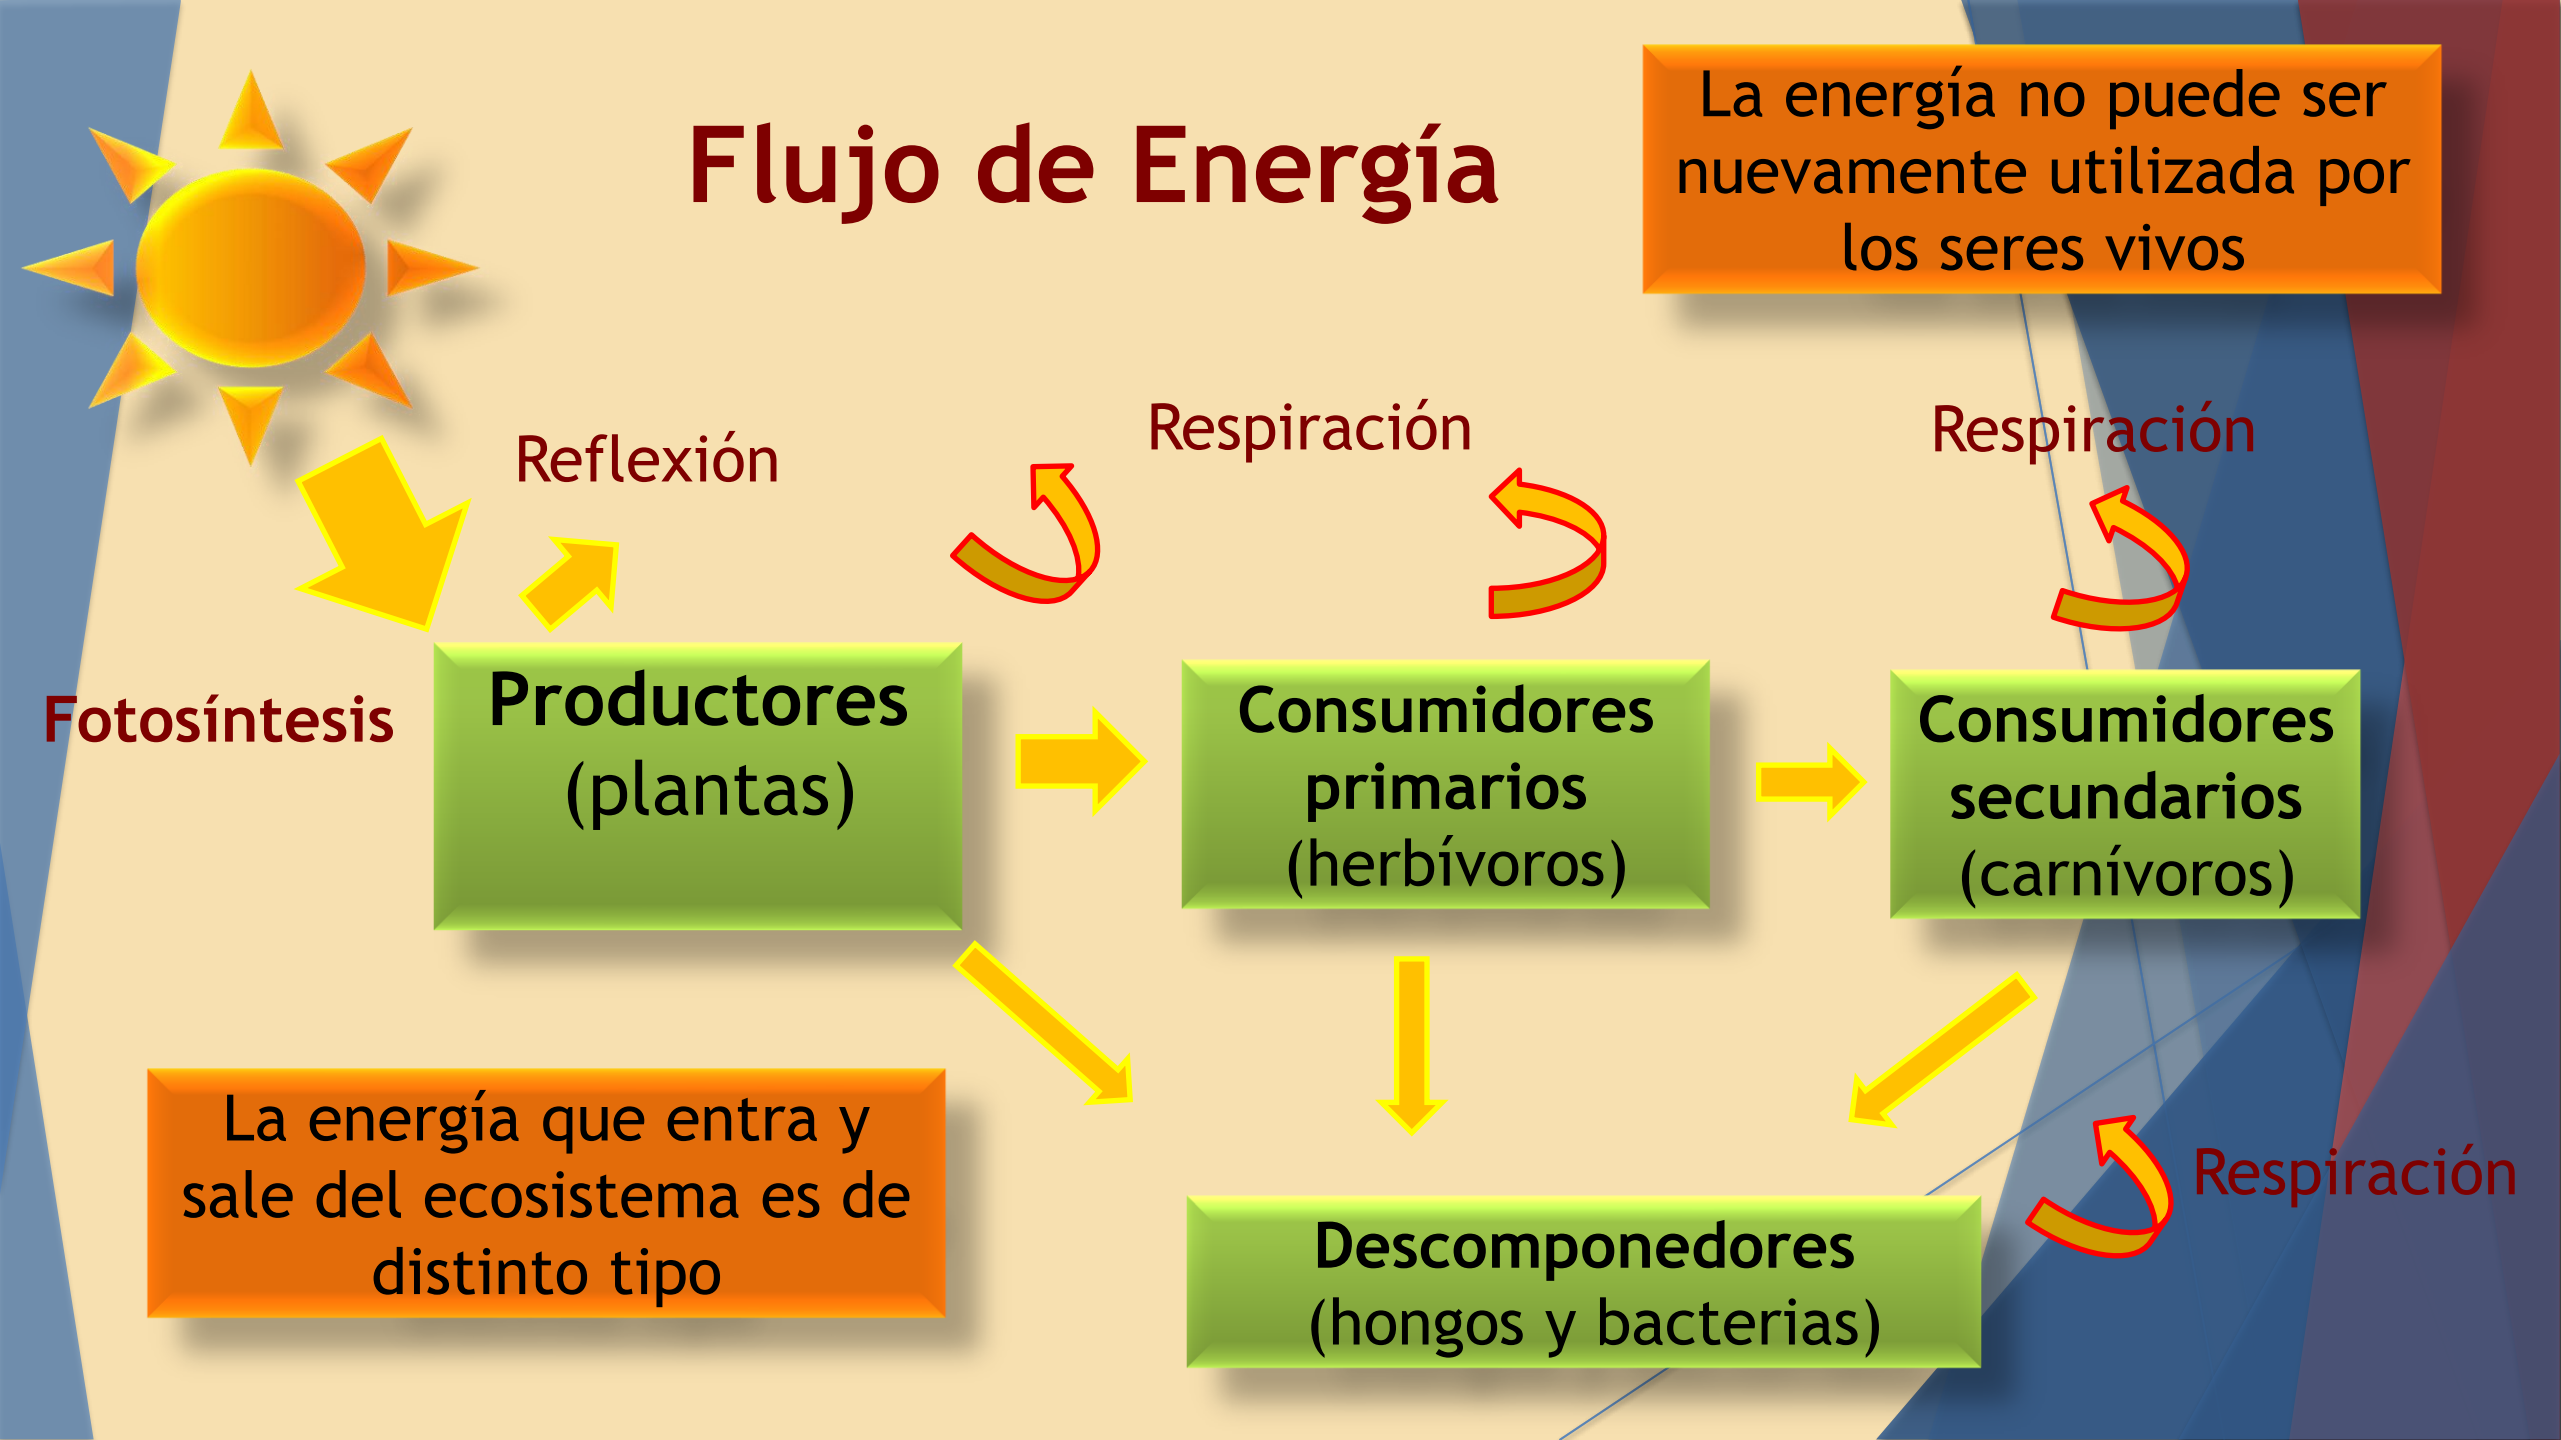 Flujo de Energía
La energía no puede ser
nuevamente utilizada por
los seres vivos
Reflexión
Respiración
Respiración
Fotosíntesis
Productores
(plantas)
Consumidores
primarios
(herbívoros)
Consumidores
secundarios
(carnívoros)
La energía que entra y
sale del ecosistema es de
distinto tipo
Respiración
Descomponedores
(hongos y bacterias)